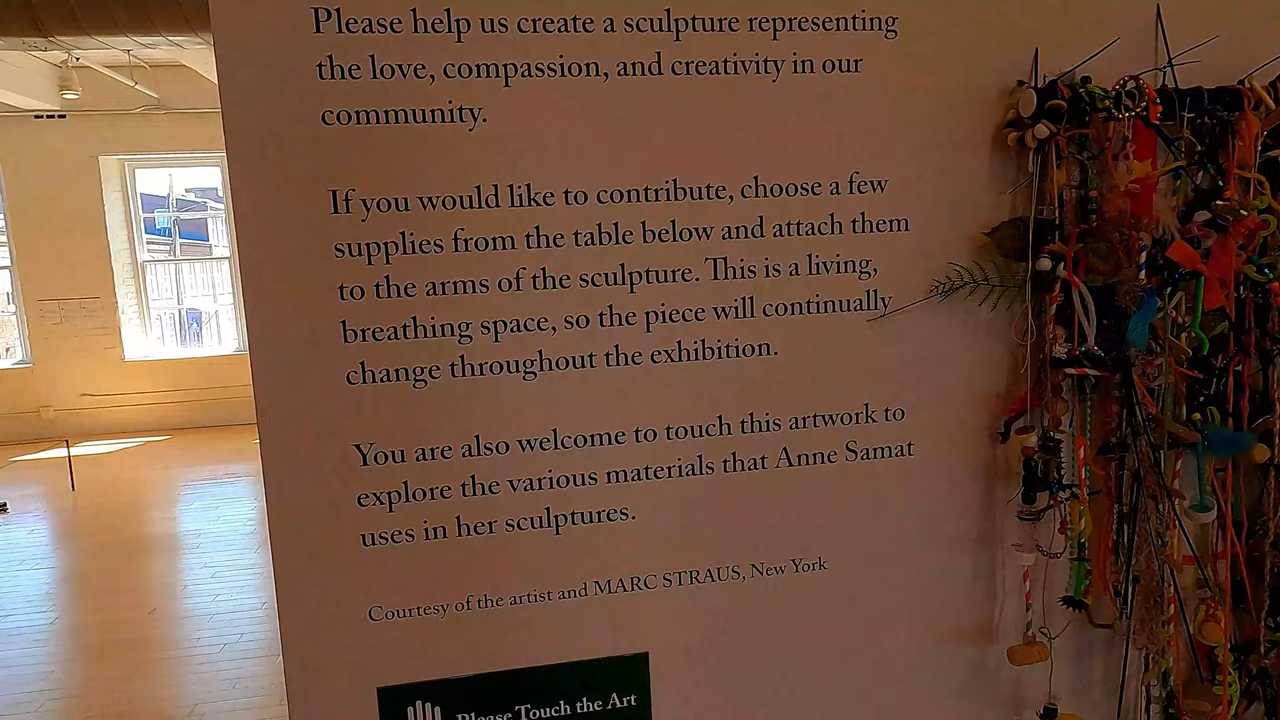 Please help us create a sculpture representing
the love, compassion, and creativity in our
community.
If you would like to contribute, choose a few
supplies from the table below and attach them
to the arms of the sculpture. This is a living,
breathing space, so the piece will continually
change throughout the exhibition.
You are also welcome to touch this artwork to
explore the various materials that Anne Samat
uses in her sculptures.
Courtesy of the artist and MARC STRAUS, New York
Please Touch the Art